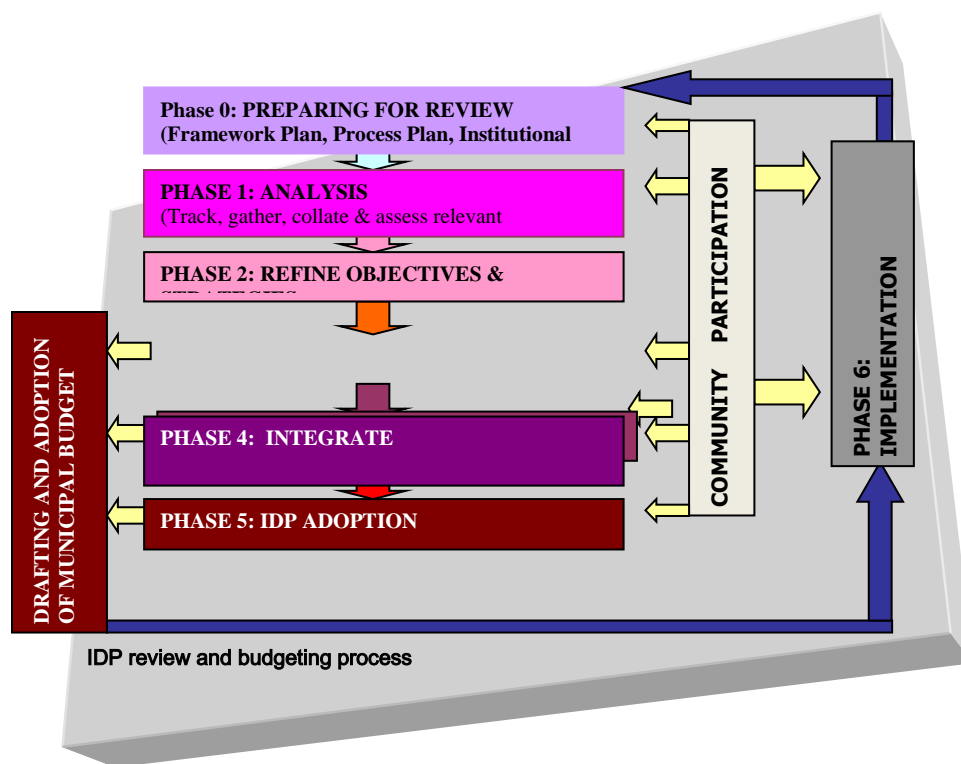 Phase 0: PREPARING FOR REVIEW
(Framework Plan, Process Plan, Institutional
PHASE 1: ANALYSIS
(Track, gather, collate & assess relevant
PHASE 2: REFINE OBJECTIVES &
STRATEGIES
PHASE 4: INTEGRATE
PHASE 5: IDP ADOPTION
DRAFTING AND ADOPTION
OF MUNICIPAL BUDGET
COMMUNITY PARTICIPATION
PHASE 6:
IMPLEMENTATION
IDP review and budgeting process